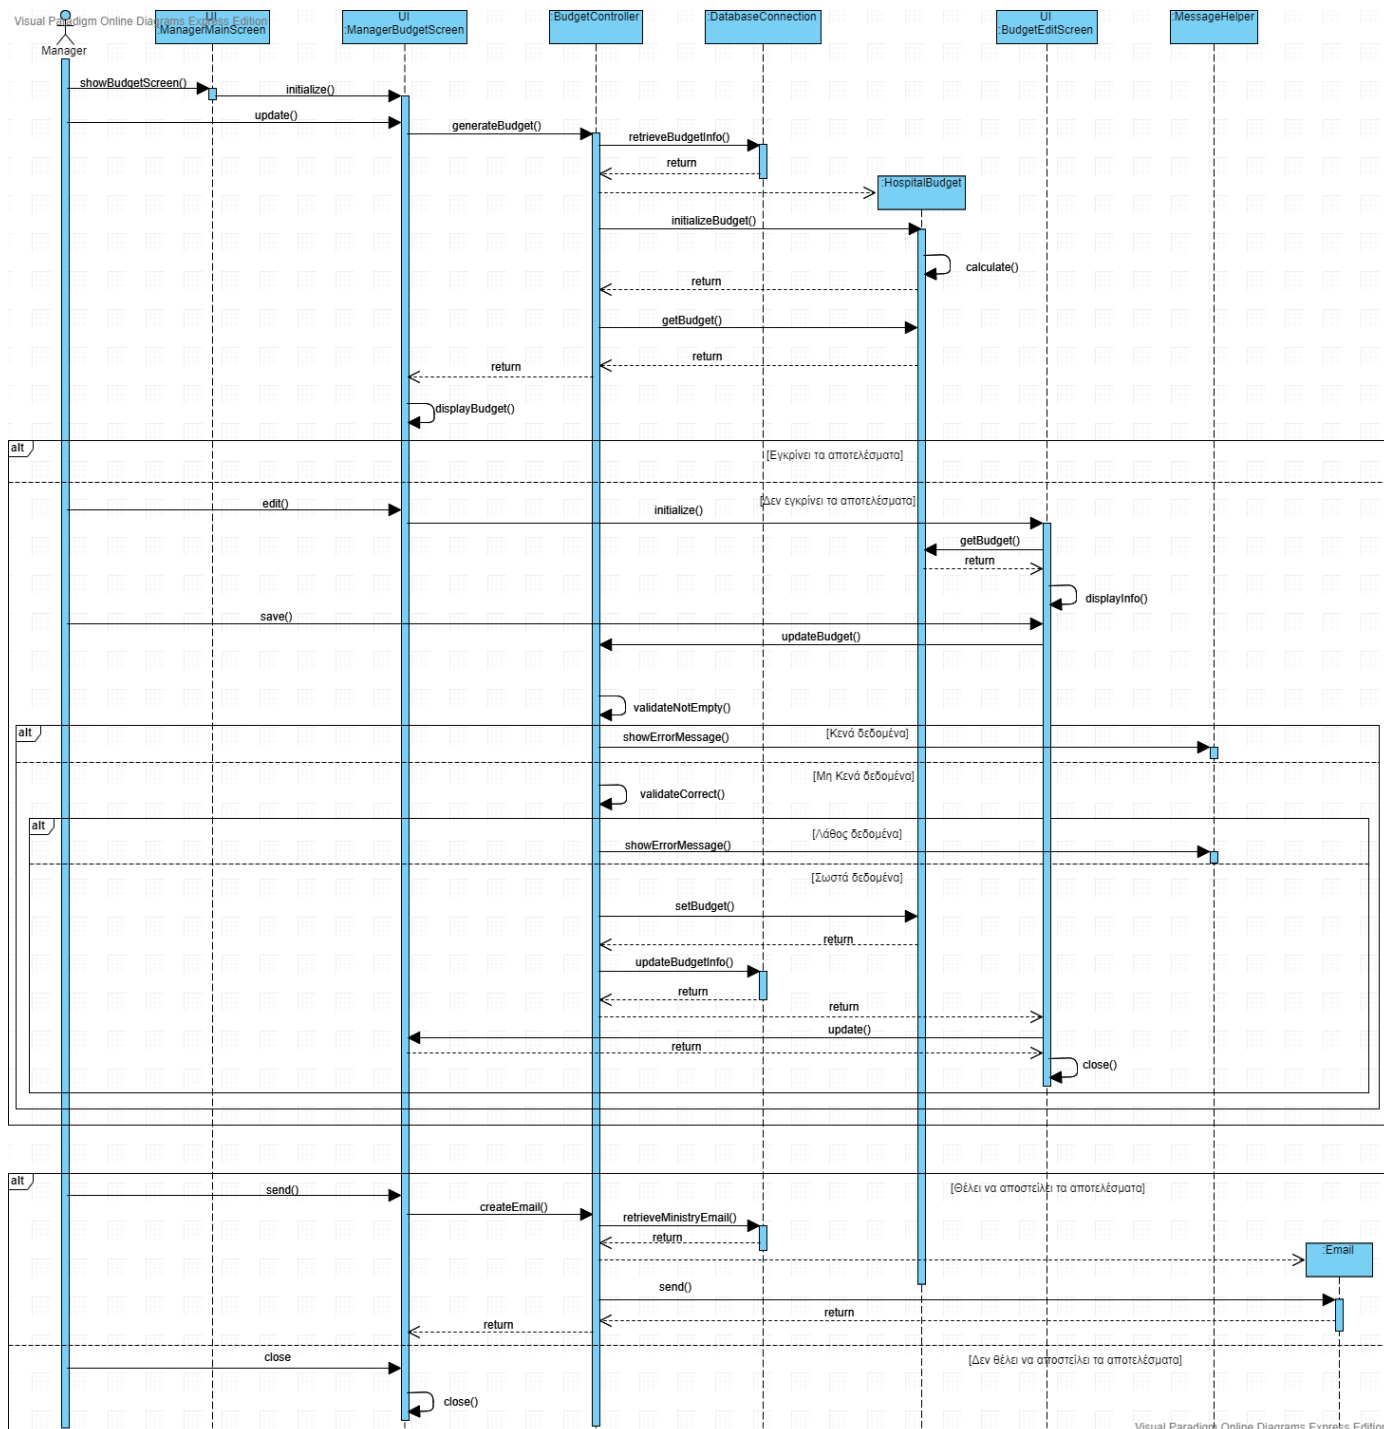 Visual Paradigm Online Diagrams Express Edition
Manager
UI
:ManagerMainScreen
UI
:ManagerBudgetScreen
:BudgetController
:DatabaseConnection
UI
:BudgetEditScreen
:MessageHelper
showBudgetScreen()
initialize()
update()
generateBudget()
retrieveBudgetInfo()
return
:HospitalBudget
initializeBudget()
calculate()
return
getBudget()
return
return
displayBudget()
alt
[Εγκρίνει τα αποτελέσματα]
[Δεν εγκρίνει τα αποτελέσματα]
edit()
initialize()
getBudget()
return
displayInfo()
save()
updateBudget()
validateNotEmpty()
alt
showErrorMessage()
[Κενά δεδομένα]
[Μη Κενά δεδομένα]
validateCorrect()
alt
[Λάθος δεδομένα]
showErrorMessage()
[Σωστά δεδομένα]
setBudget()
return
updateBudgetInfo()
return
return
update()
return
close()
alt
send()
[Θέλει να αποστείλει τα αποτελέσματα]
createEmail()
retrieveMinistryEmail()
return
:Email
send()
return
return
close
[Δεν θέλει να αποστείλει τα αποτελέσματα]
close()
Visual Paradigm Online Diagrams Express Edition